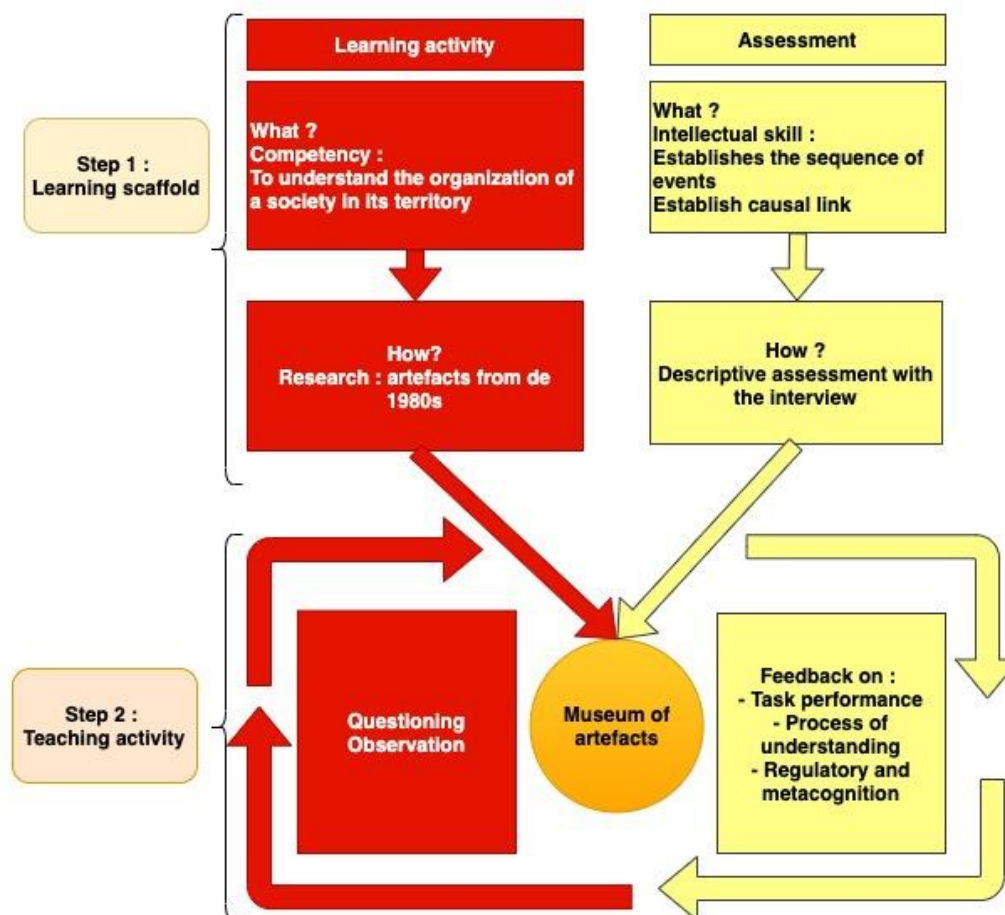 Learning activity
Assessment
Step 1 :
Learning scaffold
What ?
Competency :
To understand the organization of
a society in its territory
What ?
Intellectual skill :
Establishes the sequence of
events
Establish causal link
How?
Research : artefacts from de
1980s
How ?
Descriptive assessment with
the interview
Step 2 :
Teaching activity
Questioning
Observation
Museum of
artefacts
Feedback on :
- Task performance
- Process of
understanding
- Regulatory and
metacognition